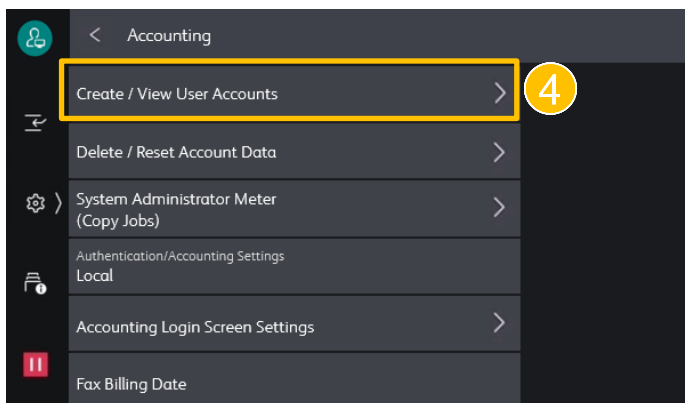 < Accounting
Create / View User Accounts
4
Delete / Reset Account Data
System Administrator Meter
(Copy Jobs)
Authentication/Accounting Settings
Local
Accounting Login Screen Settings
Fax Billing Date